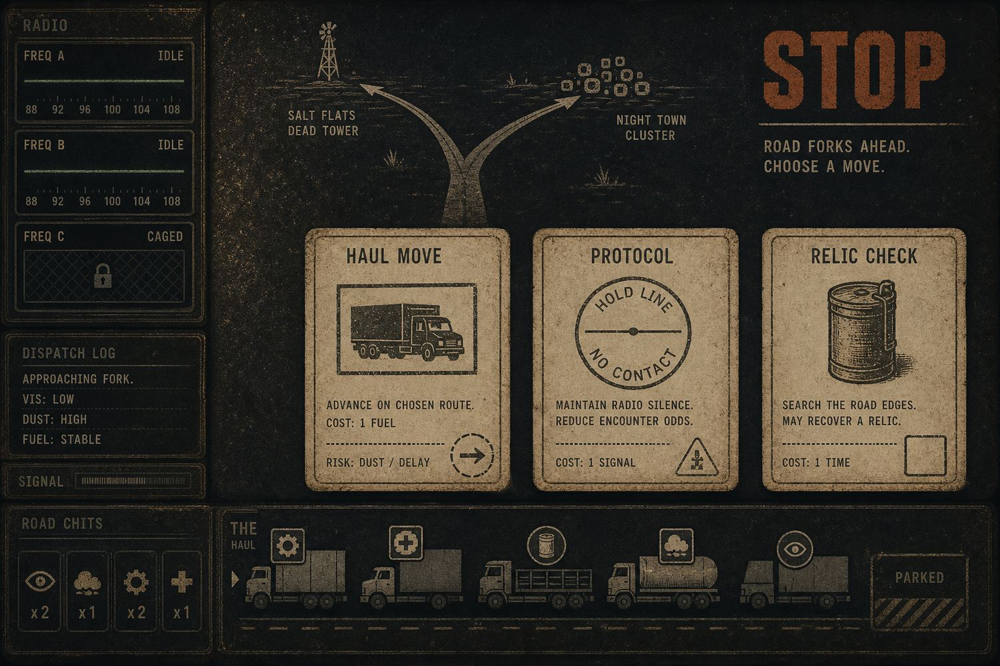 RADIO
FREQ A IDLE
88 92 96 100 104 108
FREQ B IDLE
88 92 96 100 104 108
FREQ C CAGED
DISPATCH LOG
APPROACHING FORK.
VIS: LOW
DUST: HIGH
FUEL: STABLE
SIGNAL
ROAD CHITS
x2 x1 x2 x1
SALT FLATS
DEAD TOWER
NIGHT TOWN
CLUSTER
STOP
ROAD FORKS AHEAD.
CHOOSE A MOVE.
HAUL MOVE
ADVANCE ON CHOSEN ROUTE.
COST: 1 FUEL
RISK: DUST / DELAY
PROTOCOL
HOLD LINE
NO CONTACT
MAINTAIN RADIO SILENCE.
REDUCE ENCOUNTER ODDS.
COST: 1 SIGNAL
RELIC CHECK
SEARCH THE ROAD EDGES.
MAY RECOVER A RELIC.
COST: 1 TIME
THE
HAUL
PARKED